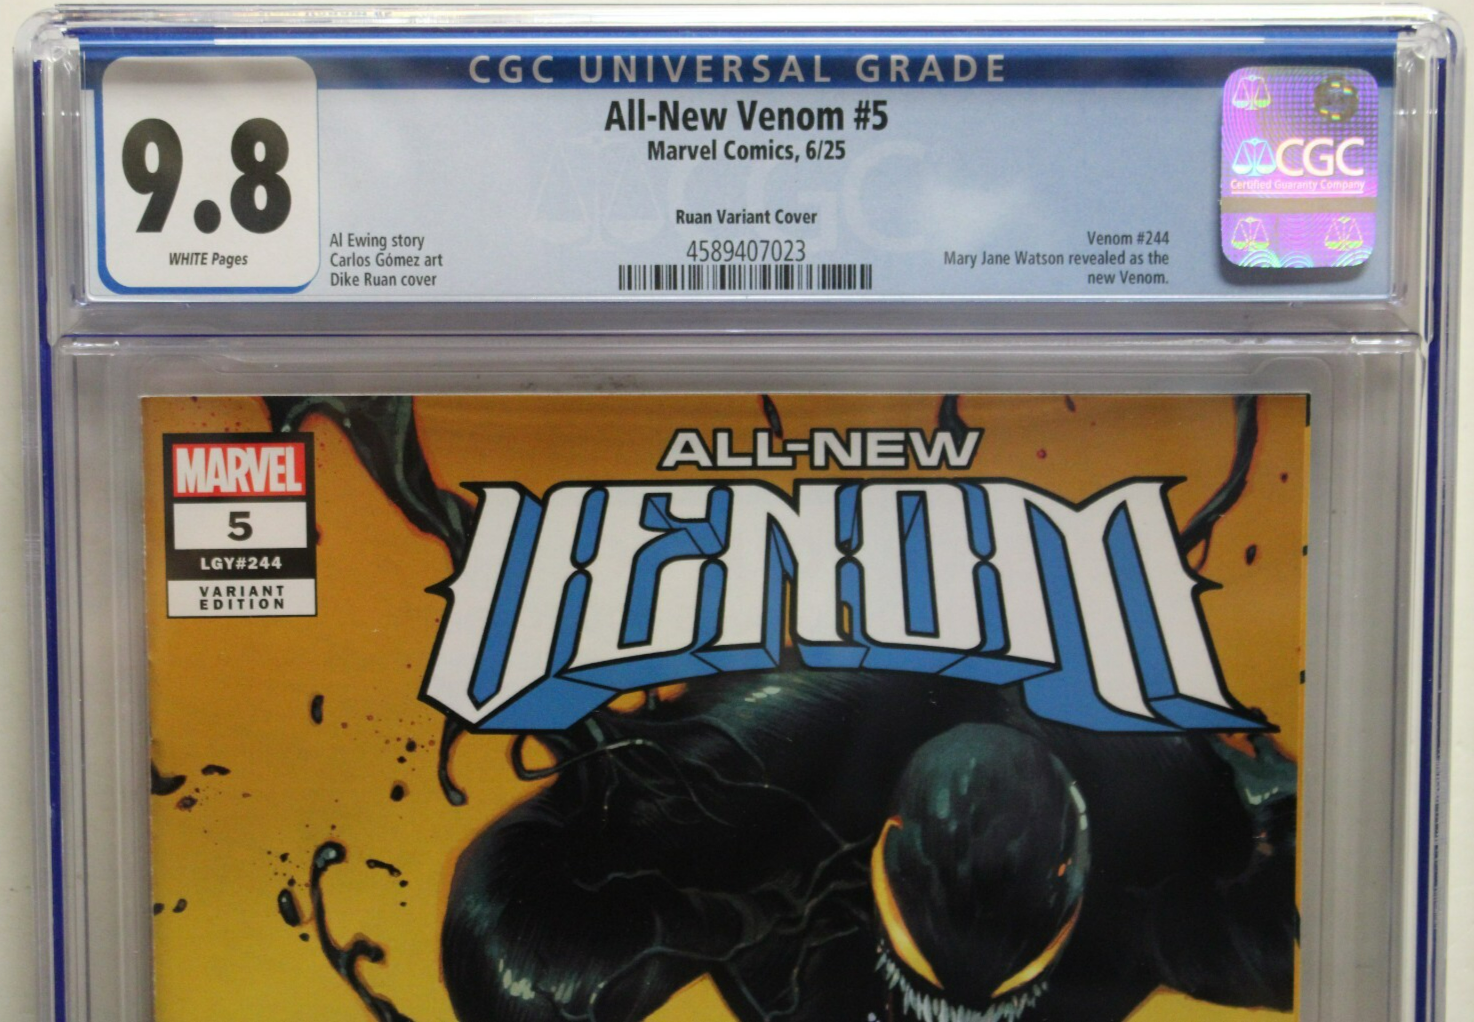 CGC UNIVERSAL GRADE
9.8
WHITE Pages
All-New Venom #5
Marvel Comics, 6/25
Ruan Variant Cover
4589407023
Al Ewing story
Carlos Gómez art
Dike Ruan cover
Venom #244
Mary Jane Watson revealed as the
new Venom.
CGC
Certified Guaranty Company
MARVEL
5
LGY#244
VARIANT
EDITION
ALL-NEW
VENOM